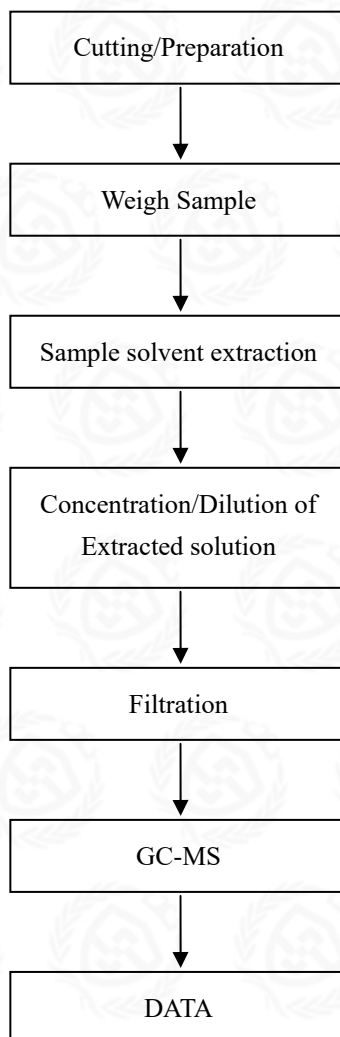 Cutting/Preparation
Weigh Sample
Sample solvent extraction
Concentration/Dilution of
Extracted solution
Filtration
GC-MS
DATA